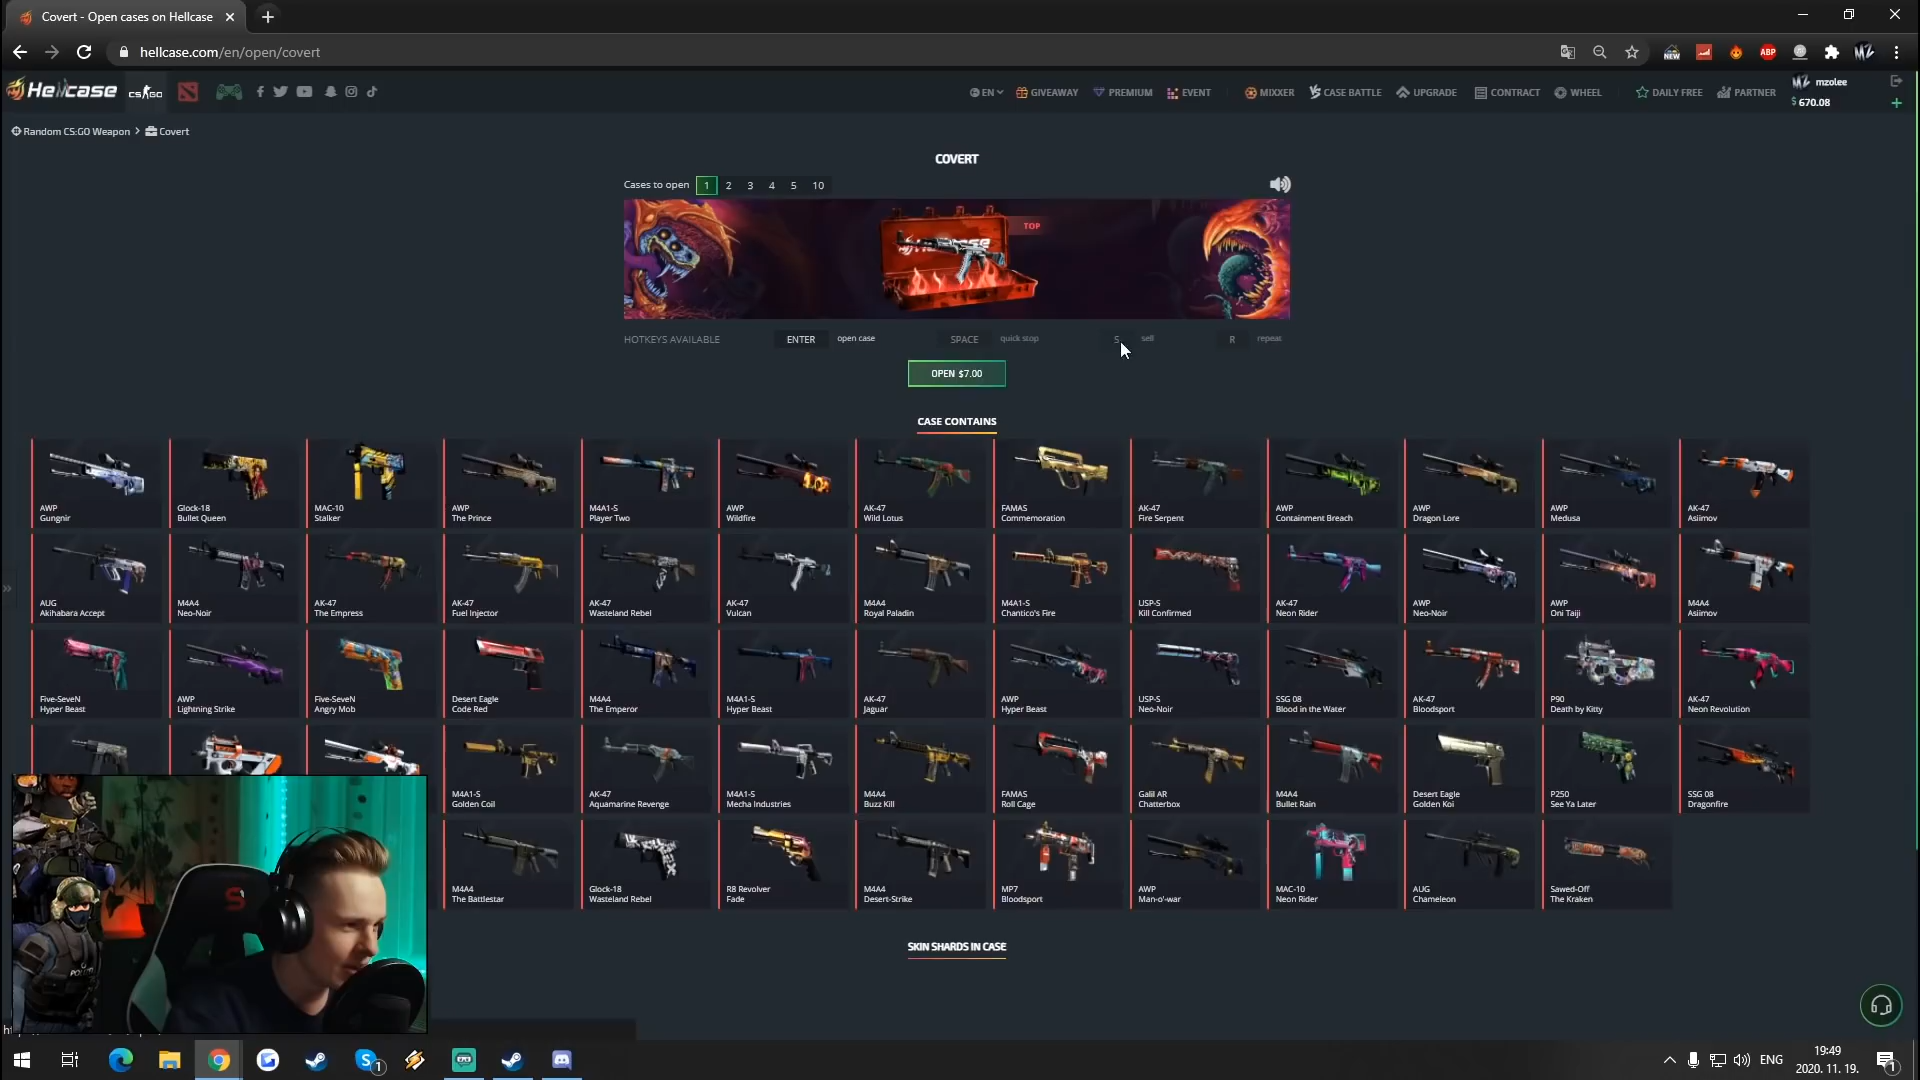 Covert - Open cases on Hellcase
hellcase.com/en/open/covert
NEW
ABP
Hellcase
CS:GO
EN
GIVEAWAY
PREMIUM
EVENT
MIXXER
CASE BATTLE
UPGRADE
CONTRACT
WHEEL
DAILY FREE
PARTNER
mzolee
$ 670.08
Random CS:GO Weapon > Covert
COVERT
Cases to open 1 2 3 4 5 10
TOP
HOTKEYS AVAILABLE ENTER open case SPACE quick stop S sell R repeat
OPEN $7.00
CASE CONTAINS
AWP
Gungnir
Glock-18
Bullet Queen
MAC-10
Stalker
AWP
The Prince
M4A1-S
Player Two
AWP
Wildfire
AK-47
Wild Lotus
FAMAS
Commemoration
AK-47
Fire Serpent
AWP
Containment Breach
AWP
Dragon Lore
AWP
Medusa
AK-47
Asiimov
AUG
Akihabara Accept
M4A4
Neo-Noir
AK-47
The Empress
AK-47
Fuel Injector
AK-47
Wasteland Rebel
AK-47
Vulcan
M4A4
Royal Paladin
M4A1-S
Chantico's Fire
USP-S
Kill Confirmed
AK-47
Neon Rider
AWP
Neo-Noir
AWP
Oni Taiji
M4A4
Asiimov
Five-SeveN
Hyper Beast
AWP
Lightning Strike
Five-SeveN
Angry Mob
Desert Eagle
Code Red
M4A4
The Emperor
M4A1-S
Hyper Beast
AK-47
Jaguar
AWP
Hyper Beast
USP-S
Neo-Noir
SSG 08
Blood in the Water
AK-47
Bloodsport
P90
Death by Kitty
AK-47
Neon Revolution
M4A1-S
Golden Coil
AK-47
Aquamarine Revenge
M4A1-S
Mecha Industries
M4A4
Buzz Kill
FAMAS
Roll Cage
Galil AR
Chatterbox
M4A4
Bullet Rain
Desert Eagle
Golden Koi
P250
See Ya Later
SSG 08
Dragonfire
M4A4
The Battlestar
Glock-18
Wasteland Rebel
R8 Revolver
Fade
M4A4
Desert-Strike
MP7
Bloodsport
AWP
Man-o'-war
MAC-10
Neon Rider
AUG
Chameleon
Sawed-Off
The Kraken
SKIN SHARDS IN CASE
ENG
19:49
2020. 11. 19.